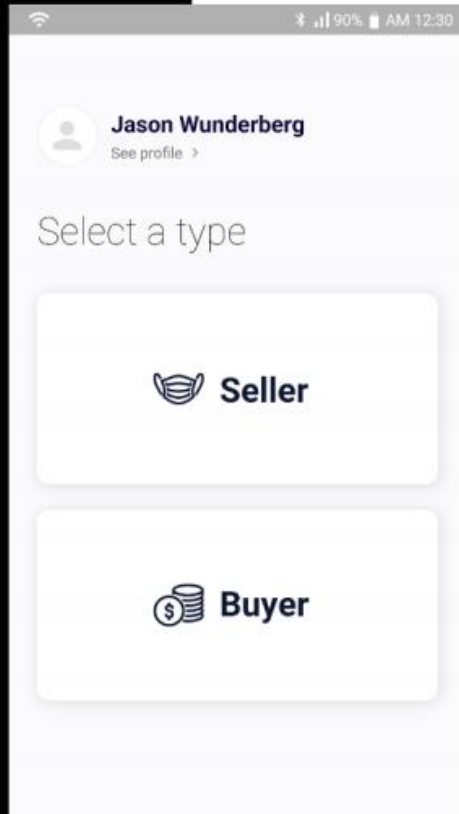 90% AM 12:30
Jason Wunderberg
See profile >
Select a type
Seller
$ Buyer